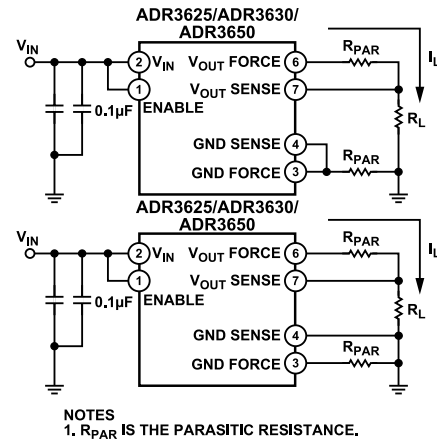 ADR3625/ADR3630/
ADR3650
VIN
2 VIN
VOUT FORCE 6
RPAR
IL
1
VOUT SENSE 7
0.1µF
ENABLE
RL
GND SENSE 4
GND FORCE 3
RPAR
ADR3625/ADR3630/
ADR3650
VIN
2 VIN
VOUT FORCE 6
RPAR
IL
1
VOUT SENSE 7
0.1µF
ENABLE
RL
GND SENSE 4
RPAR
GND FORCE 3
NOTES
1. RPAR IS THE PARASITIC RESISTANCE.